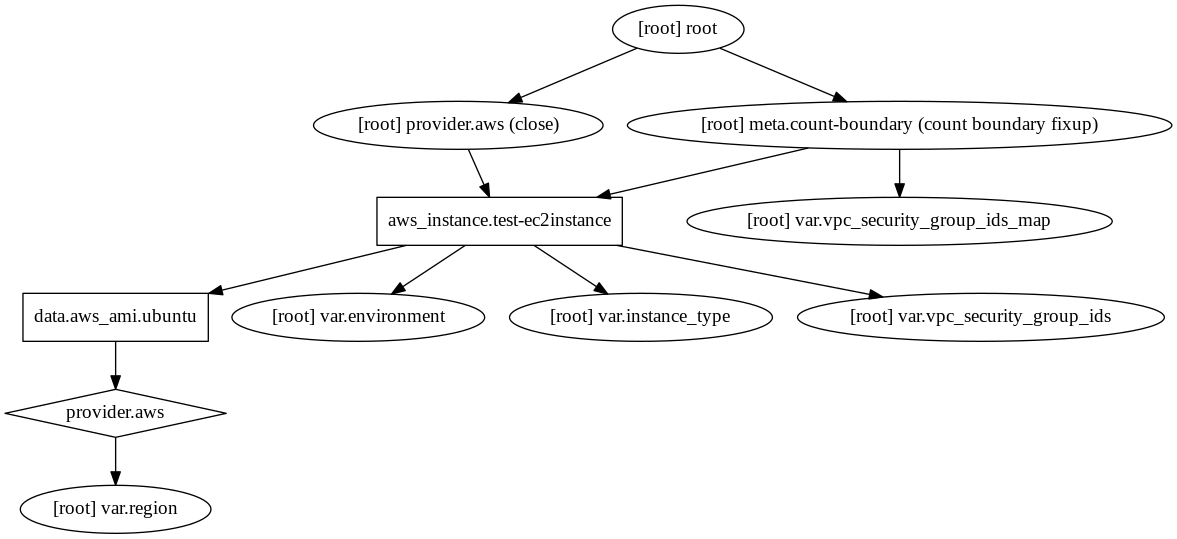 [root] root
[root] provider.aws (close)
[root] meta.count-boundary (count boundary fixup)
aws_instance.test-ec2instance
[root] var.vpc_security_group_ids_map
data.aws_ami.ubuntu
[root] var.environment
[root] var.instance_type
[root] var.vpc_security_group_ids
provider.aws
[root] var.region